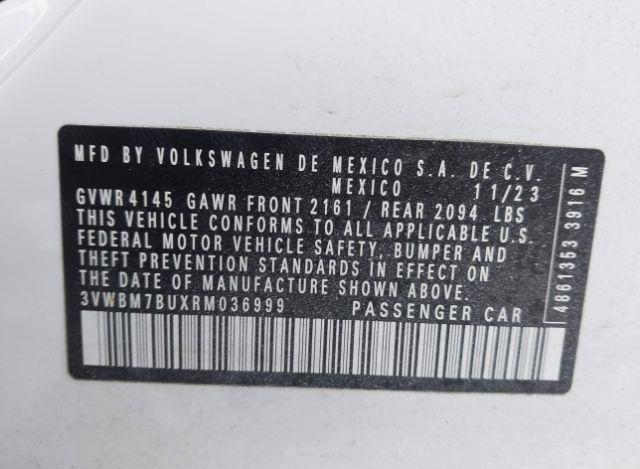 MFD BY VOLKSWAGEN DE MEXICO S.A. DE C.V.
MEXICO 11/23
GVWR 4145 GAWR FRONT 2161 / REAR 2094 LBS
THIS VEHICLE CONFORMS TO ALL APPLICABLE U.S.
FEDERAL MOTOR VEHICLE SAFETY, BUMPER AND
THEFT PREVENTION STANDARDS IN EFFECT ON
THE DATE OF MANUFACTURE SHOWN ABOVE.
3VWBM7BUXRM036999 PASSENGER CAR
4861353 3916 M